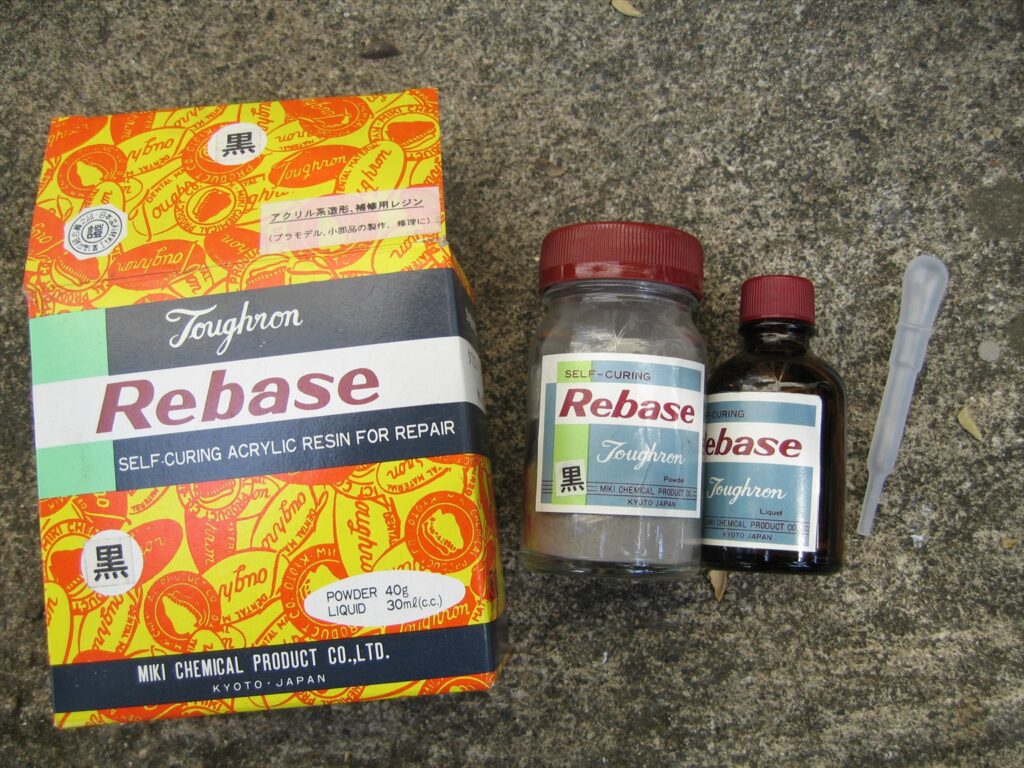 黒
アクリル系造形、補修用レジン
(プラモデル、小部品の製作、修理に)
Toughron
Rebase
SELF-CURING ACRYLIC RESIN FOR REPAIR
黒
POWDER 40g
LIQUID 30ml(c.c.)
MIKI CHEMICAL PRODUCT CO.,LTD.
KYOTO・JAPAN
SELF-CURING
Rebase
Toughron
Powder
黒
MIKI CHEMICAL PRODUCT CO.
KYOTO・JAPAN
-CURING
ebase
Toughron
Liquid
MIKI CHEMICAL PRODUCT CO
KYOTO・JAPAN